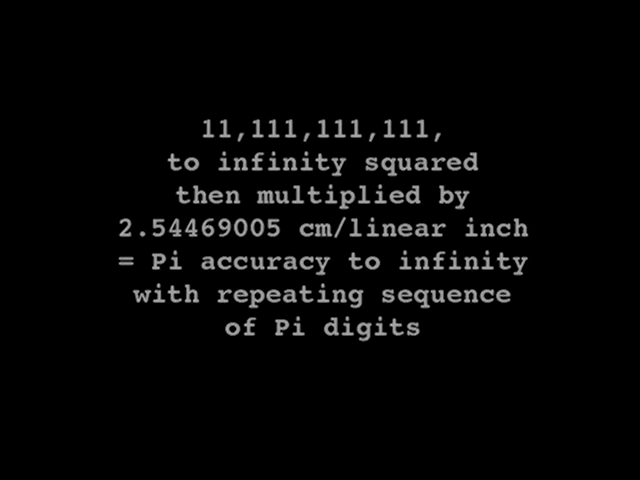 11,111,111,111,
to infinity squared
then multiplied by
2.54469005 cm/linear inch
= Pi accuracy to infinity
with repeating sequence
of Pi digits